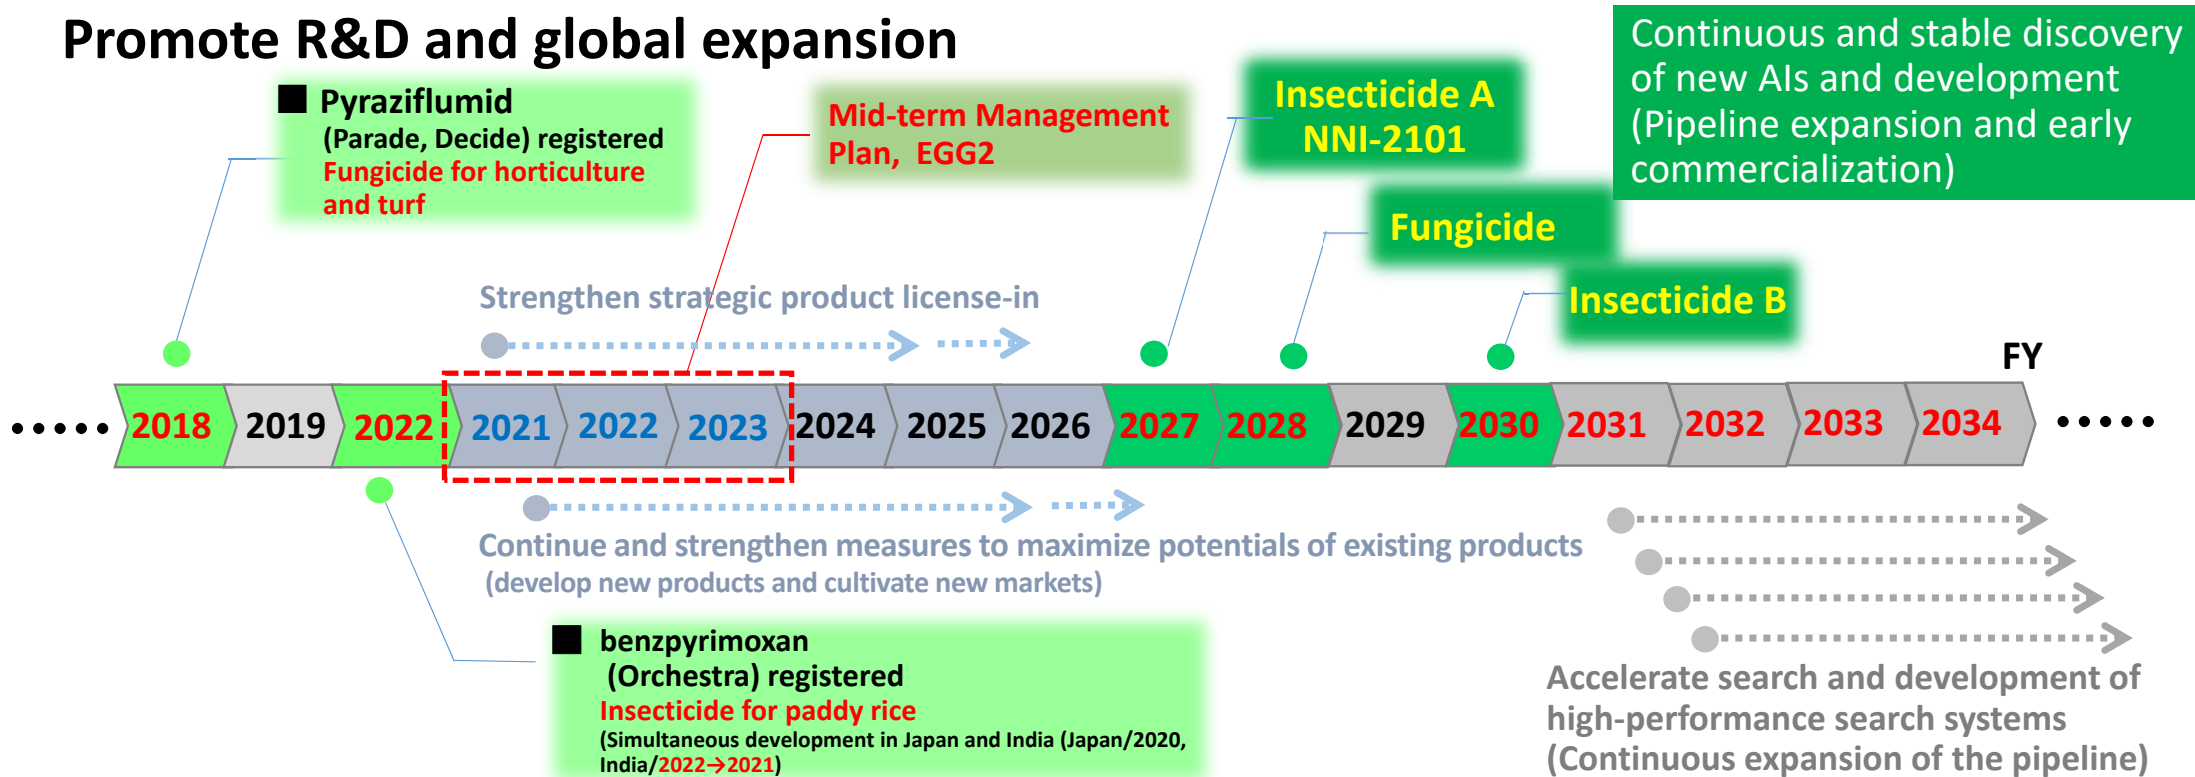 Promote R&D and global expansion
Continuous and stable discovery
of new AIs and development
(Pipeline expansion and early
commercialization)
■ Pyraziflumid
(Parade, Decide) registered
Fungicide for horticulture
and turf
Mid-term Management
Plan, EGG2
Insecticide A
NNI-2101
Fungicide
Insecticide B
Strengthen strategic product license-in
FY
2018 2019 2022 2021 2022 2023 2024 2025 2026 2027 2028 2029 2030 2031 2032 2033 2034
Continue and strengthen measures to maximize potentials of existing products
(develop new products and cultivate new markets)
■ benzpyrimoxan
(Orchestra) registered
Insecticide for paddy rice
(Simultaneous development in Japan and India (Japan/2020,
India/2022→2021)
Accelerate search and development of
high-performance search systems
(Continuous expansion of the pipeline)